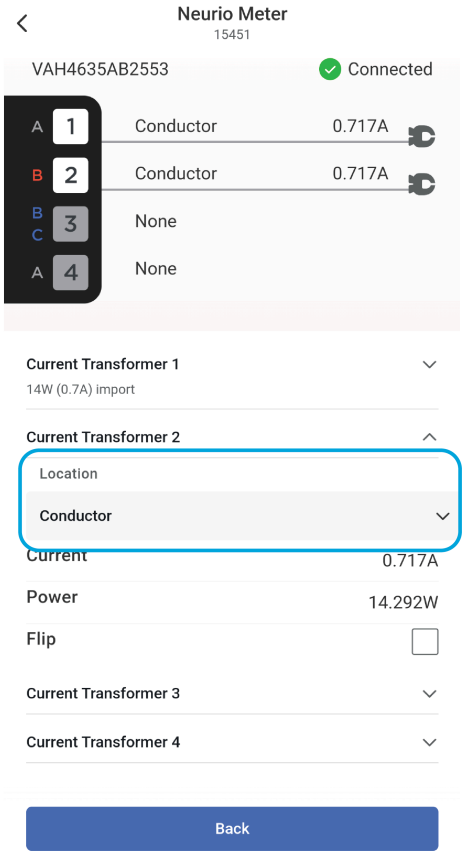 Neurio Meter
15451
VAH4635AB2553 Connected
A 1 Conductor 0.717A
B 2 Conductor 0.717A
B
C 3 None
A 4 None
Current Transformer 1
14W (0.7A) import
Current Transformer 2
Location
Conductor
Current 0.717A
Power 14.292W
Flip
Current Transformer 3
Current Transformer 4
Back